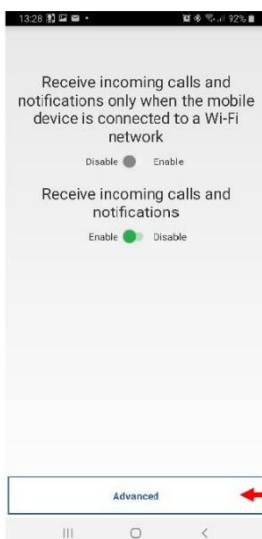 13:28
92%
Receive incoming calls and
notifications only when the mobile
device is connected to a Wi-Fi
network
Disable Enable
Receive incoming calls and
notifications
Enable Disable
Advanced